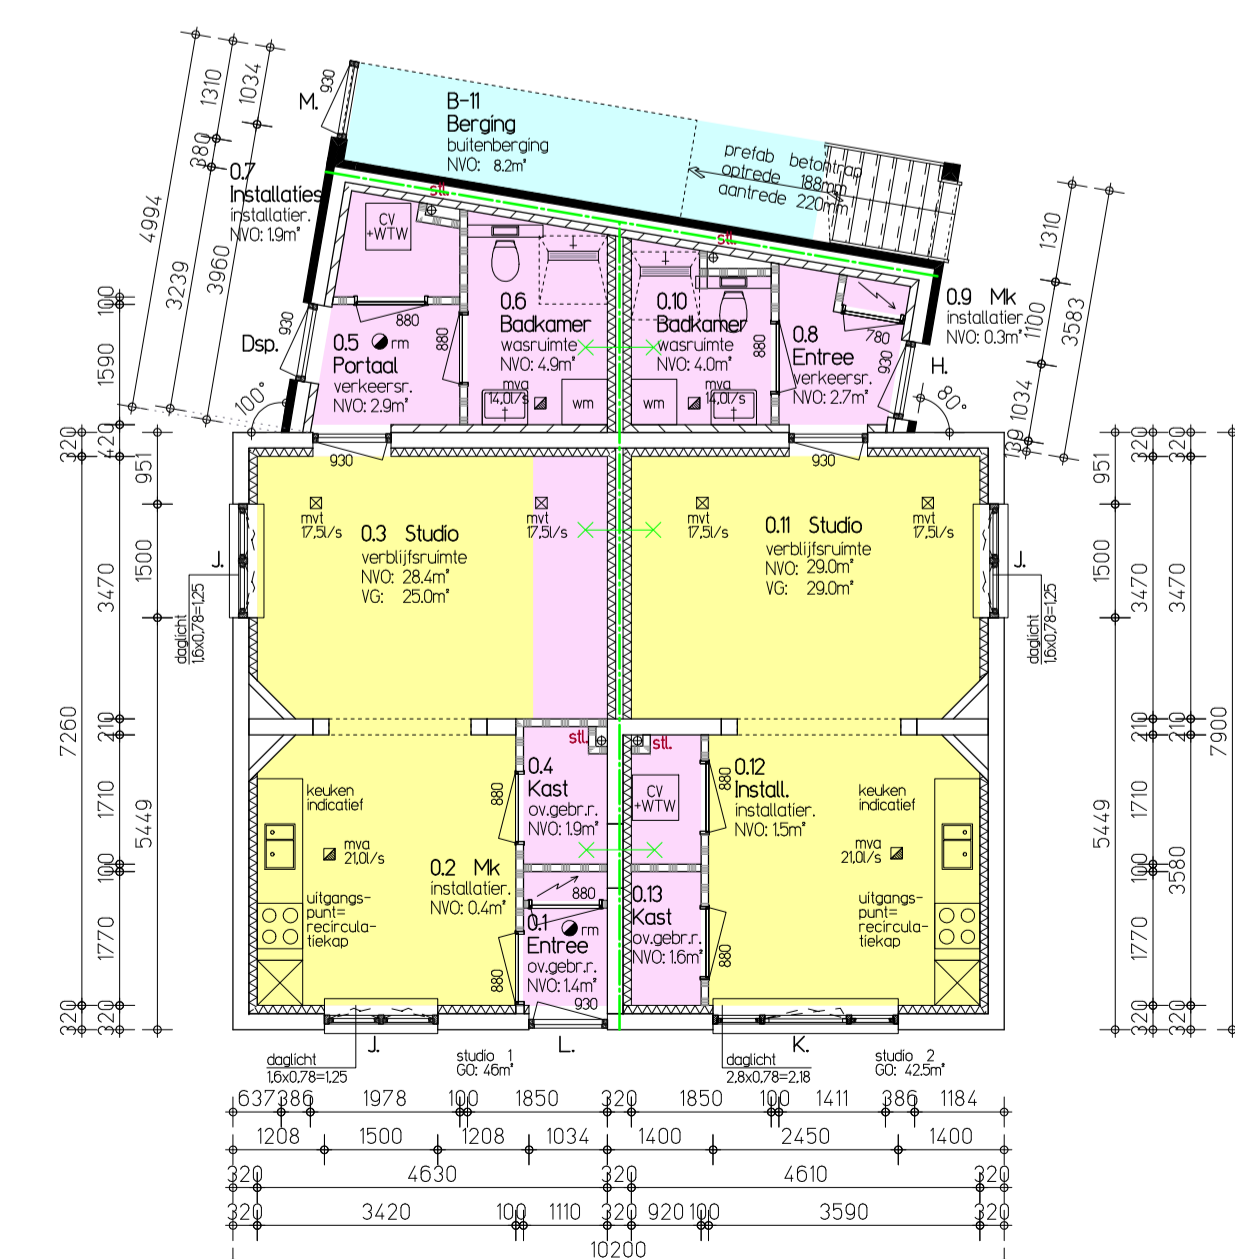 4994
1310
380
3239
1034
3960
M.
930
B-11
Berging
buitenberging
NVO: 8.2m²
prefab betontrap
optrede 188mm
aantrede 220mm
0.7
Installaties
installatier.
NVO: 1.9m²
stl.
CV
+WTW
stl.
1310
1100
3583
1034
139
0.9 Mk
installatier.
NVO: 0.3m²
H.
80°
0.6
Badkamer
wasruimte
NVO: 4.9m²
mva
14,0l/s
wm
0.10
Badkamer
wasruimte
NVO: 4.0m²
mva
14,0l/s
wm
0.8
Entree
verkeersr.
NVO: 2.7m²
780
930
880
880
880
0.5
rm
Portaal
verkeersr.
NVO: 2.9m²
Dsp.
930
100°
100
1590
420
320
951
1500
3470
7260
210
1710
5449
100
1770
320
320
930
930
mvt
17,5l/s
mvt
17,5l/s
mvt
17,5l/s
mvt
17,5l/s
0.3 Studio
verblijfsruimte
NVO: 28.4m²
VG: 25.0m²
0.11 Studio
verblijfsruimte
NVO: 29.0m²
VG: 29.0m²
J.
J.
daglicht
1.6x0.78=1.25
daglicht
1.6x0.78=1.25
951
320
320
1500
3470
3470
210
210
7900
5449
1710
3580
100
1770
320
320
stl.
stl.
0.4
Kast
ov.gebr.r.
NVO: 1.9m²
880
CV
+WTW
880
0.12
Install.
installatier.
NVO: 1.5m²
keuken
indicatief
mva
21,0l/s
uitgangs-
punt=
recircula-
tiekap
keuken
indicatief
mva
21,0l/s
uitgangs-
punt=
recircula-
tiekap
0.2 Mk
installatier.
NVO: 0.4m²
880
0.1
rm
Entree
ov.gebr.r.
NVO: 1.4m²
880
930
0.13
Kast
ov.gebr.r.
NVO: 1.6m²
880
J.
L.
K.
daglicht
1.6x0.78=1.25
studio 1
GO: 46m²
daglicht
2.8x0.78=2.18
studio 2
GO: 42.5m²
637 386 1978 100 1850 320 1850 100 1411 386 1184
1208 1500 1208 1034 1400 2450 1400
320 4630 320 4610 320
320 3420 100 1110 320 920 100 3590 320
10200